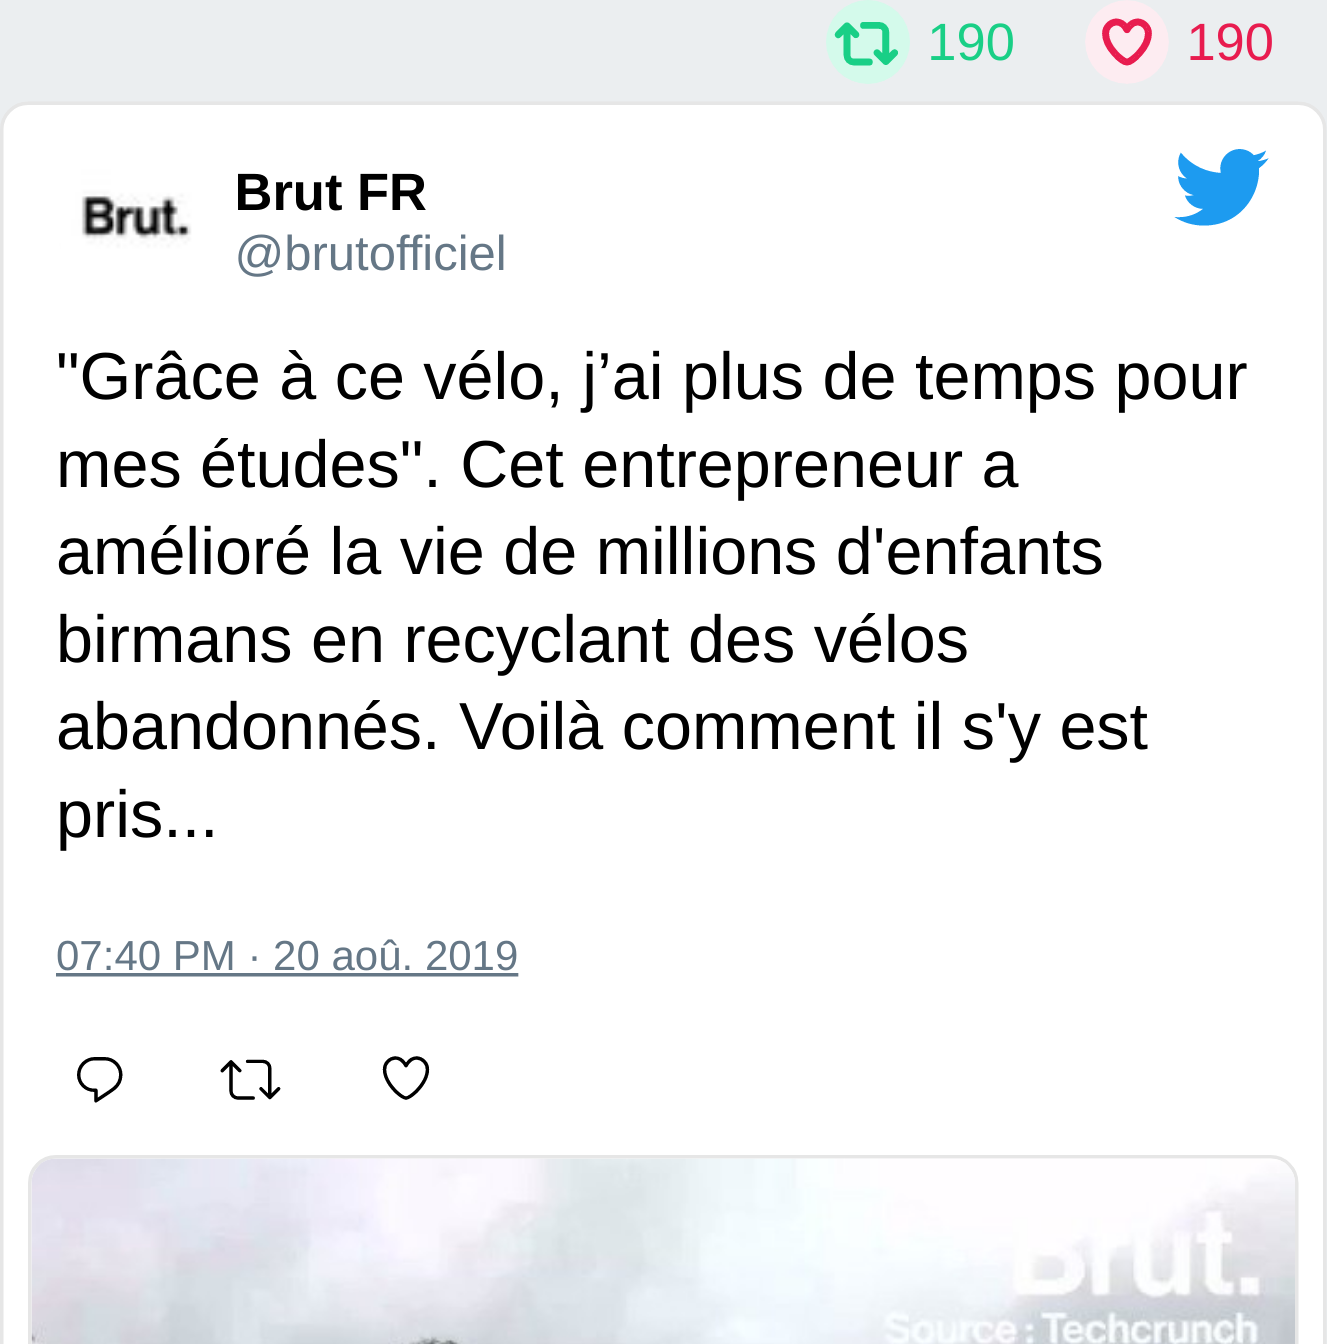 190 190
Brut.
Brut FR
@brutofficiel
"Grâce à ce vélo, j’ai plus de temps pour
mes études". Cet entrepreneur a
amélioré la vie de millions d'enfants
birmans en recyclant des vélos
abandonnés. Voilà comment il s'y est
pris...
07:40 PM · 20 aoû. 2019
Brut.
Source : Techcrunch